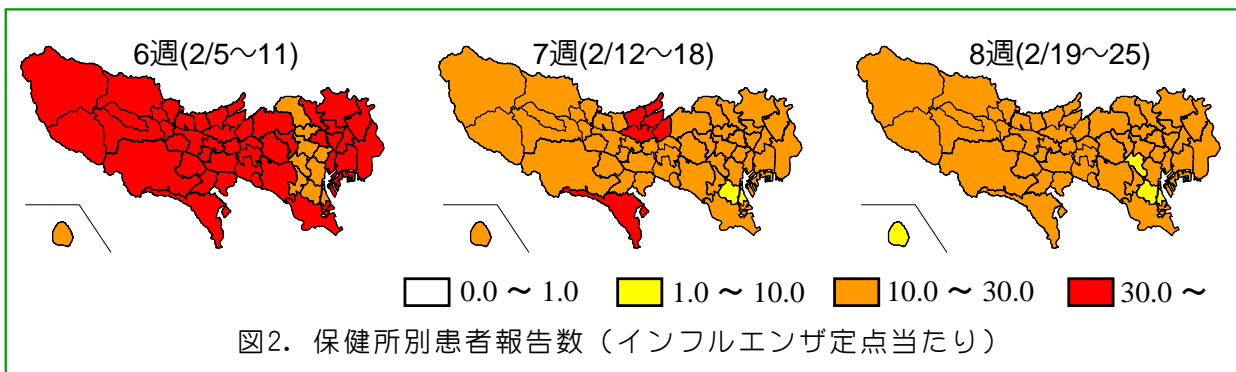 6週(2/5～11)
7週(2/12～18)
8週(2/19～25)
0.0 ～ 1.0
1.0 ～ 10.0
10.0 ～ 30.0
30.0 ～
図2. 保健所別患者報告数（インフルエンザ定点当たり）